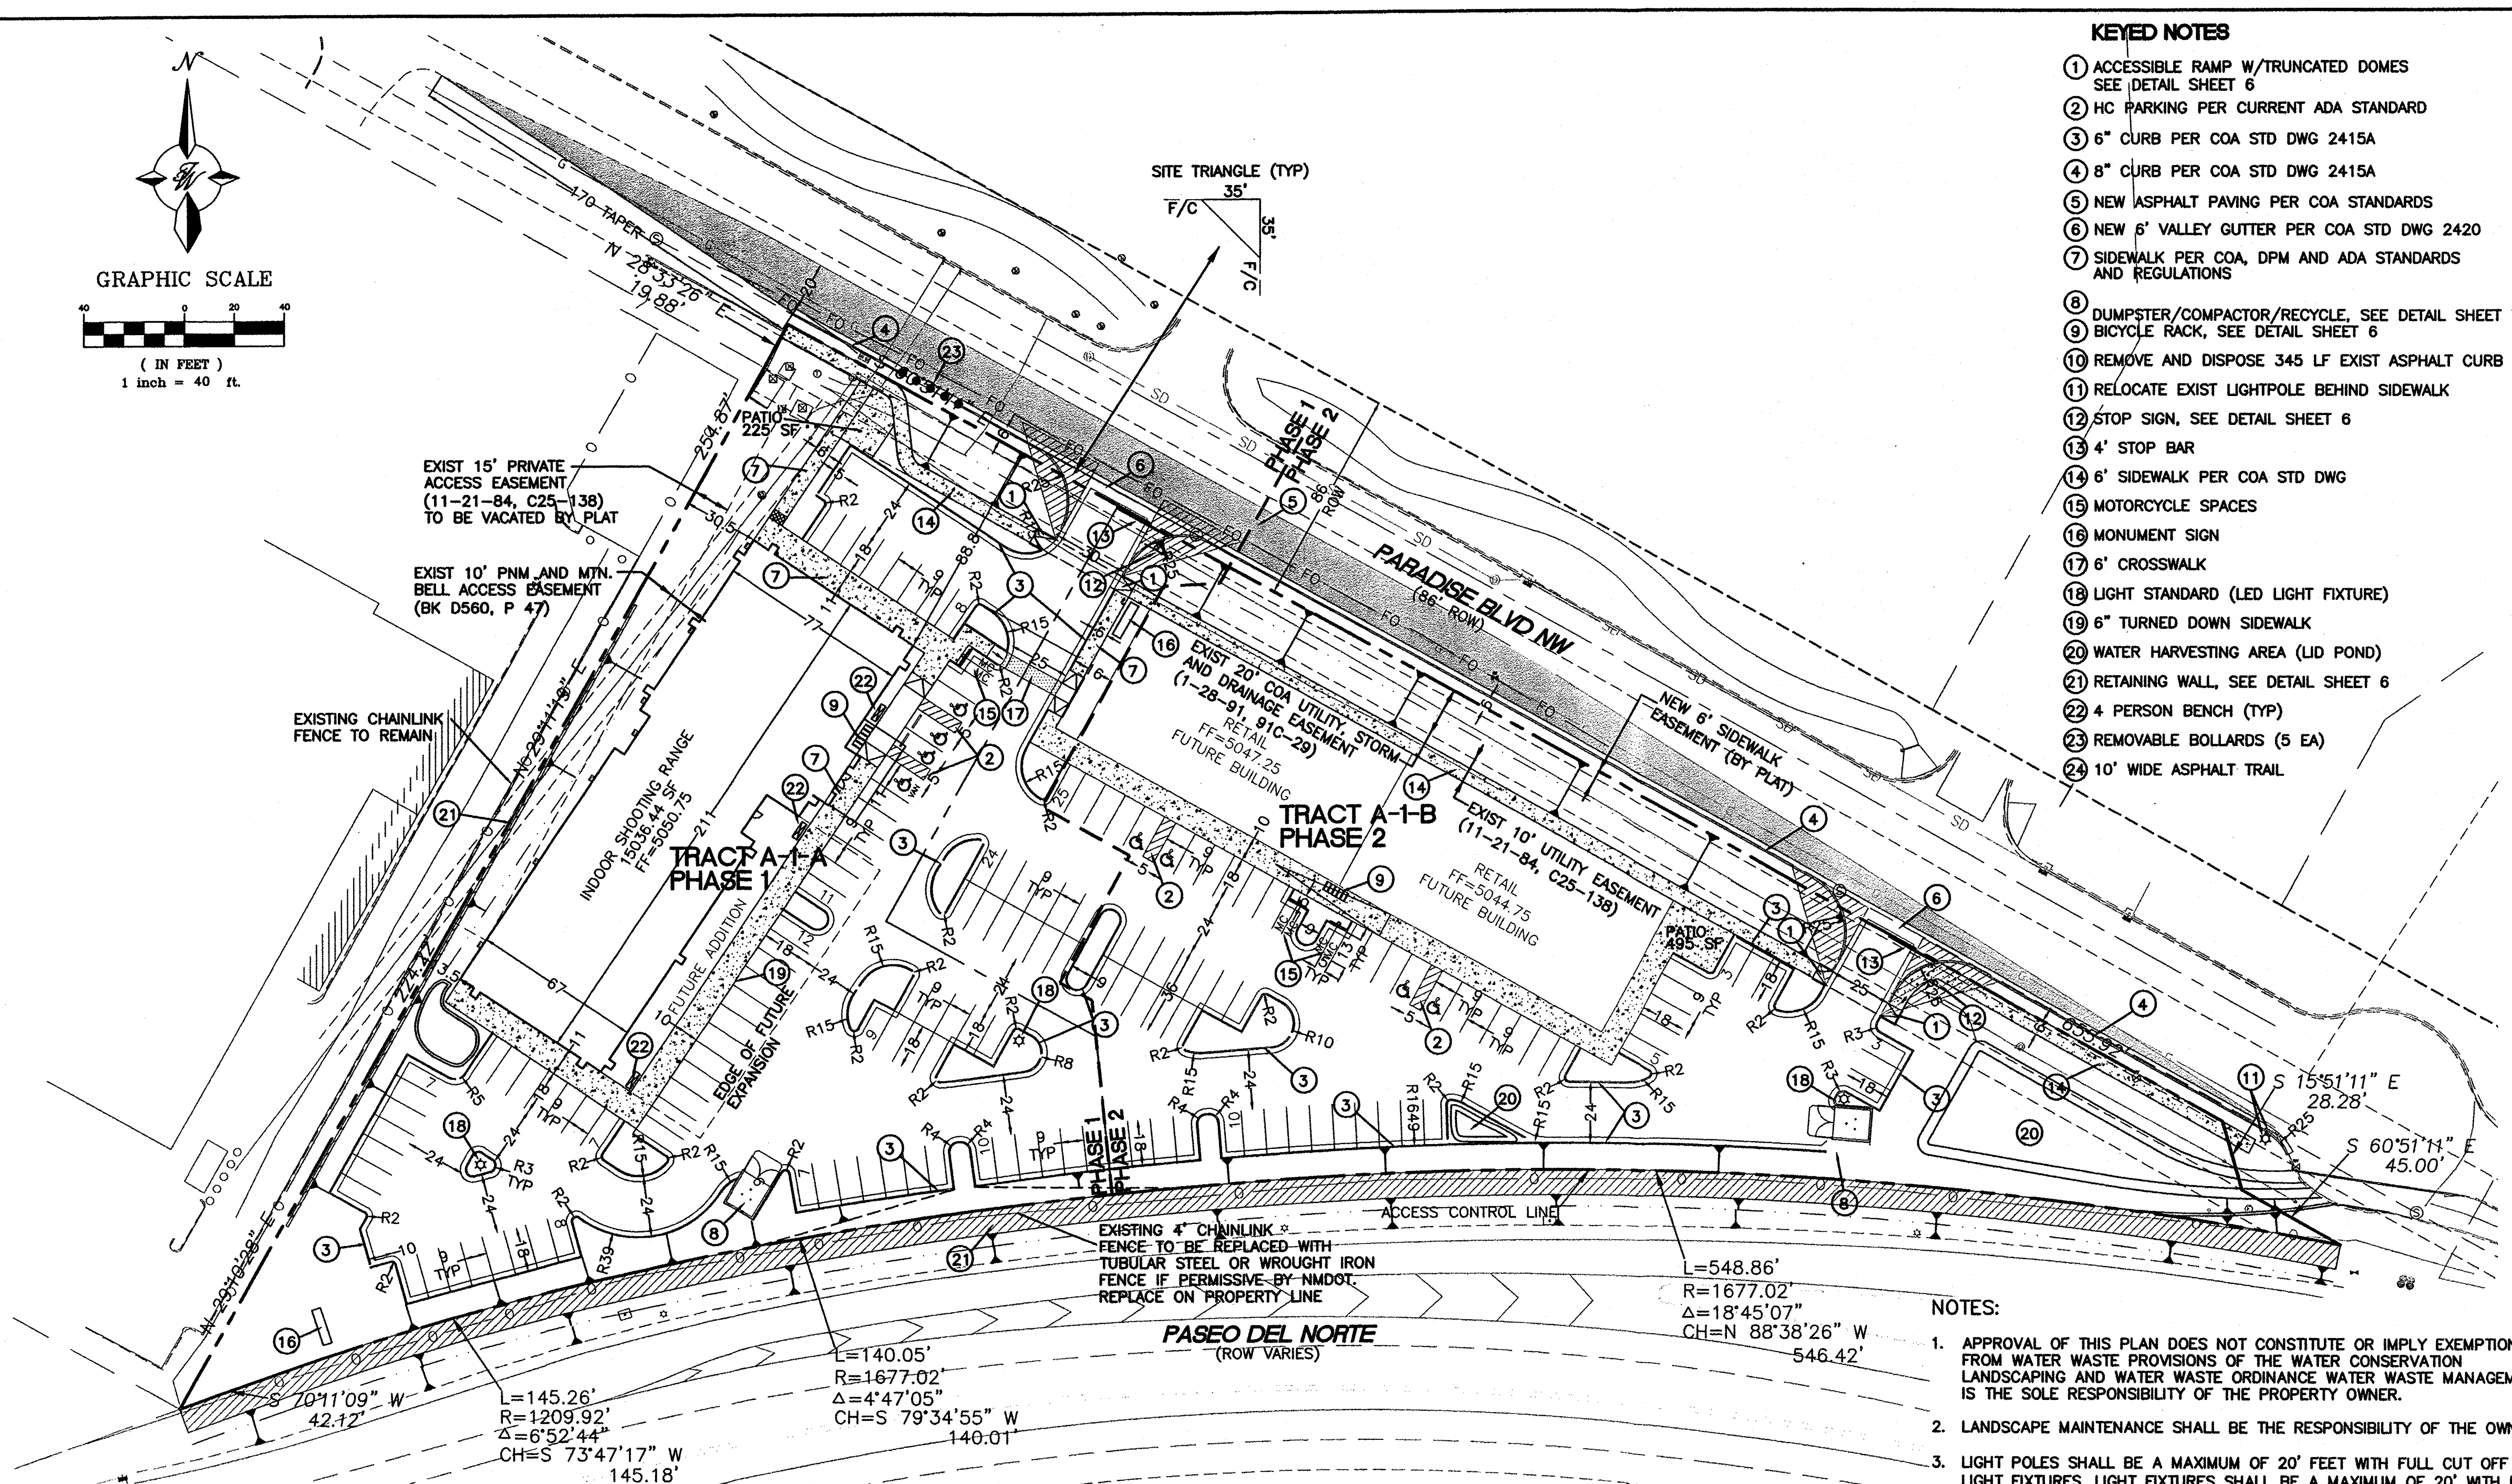 KEYED NOTES
1 ACCESSIBLE RAMP W/TRUNCATED DOMES
SEE DETAIL SHEET 6
2 HC PARKING PER CURRENT ADA STANDARD
3 6" CURB PER COA STD DWG 2415A
4 8" CURB PER COA STD DWG 2415A
5 NEW ASPHALT PAVING PER COA STANDARDS
6 NEW 6' VALLEY GUTTER PER COA STD DWG 2420
7 SIDEWALK PER COA, DPM AND ADA STANDARDS
AND REGULATIONS
8 DUMPSTER/COMPACTOR/RECYCLE, SEE DETAIL SHEET
9 BICYCLE RACK, SEE DETAIL SHEET 6
10 REMOVE AND DISPOSE 345 LF EXIST ASPHALT CURB
11 RELOCATE EXIST LIGHTPOLE BEHIND SIDEWALK
12 STOP SIGN, SEE DETAIL SHEET 6
13 4' STOP BAR
14 6' SIDEWALK PER COA STD DWG
15 MOTORCYCLE SPACES
16 MONUMENT SIGN
17 6' CROSSWALK
18 LIGHT STANDARD (LED LIGHT FIXTURE)
19 6" TURNED DOWN SIDEWALK
20 WATER HARVESTING AREA (LID POND)
21 RETAINING WALL, SEE DETAIL SHEET 6
22 4 PERSON BENCH (TYP)
23 REMOVABLE BOLLARDS (5 EA)
24 10' WIDE ASPHALT TRAIL
N
GRAPHIC SCALE
40 0 20 40
( IN FEET )
1 inch = 40 ft.
SITE TRIANGLE (TYP)
35'
F/C
35'
F/C
170 TAPER
N 28°33'26" E
19.88'
PATIO
225 SF
254.87'
EXIST 15' PRIVATE
ACCESS EASEMENT
(11-21-84, C25-138)
TO BE VACATED BY PLAT
EXIST 10' PNM AND MTN.
BELL ACCESS EASEMENT
(BK D560, P 47)
EXISTING CHAINLINK
FENCE TO REMAIN
INDOOR SHOOTING RANGE
15036.44 SF
FF=5050.75
TRACT A-1-A
PHASE 1
FUTURE ADDITION
EDGE OF FUTURE
EXPANSION
PHASE 1
PHASE 2
86
ROW
PARADISE BLVD NW
(86 ROW)
EXIST 20' COA UTILITY, STORM
AND DRAINAGE EASEMENT
(1-28-91, 91C-29)
RETAIL
FF=5047.25
FUTURE BUILDING
TRACT A-1-B
PHASE 2
NEW 6' SIDEWALK
EASEMENT (BY PLAT)
EXIST 10' UTILITY EASEMENT
(11-21-84, C25-138)
RETAIL
FF=5044.75
FUTURE BUILDING
PATIO
495 SF
655.92'
S 15°51'11" E
28.28'
S 60°51'11" E
45.00'
224.42'
PHASE 1
PHASE 2
ACCESS CONTROL LINE
EXISTING 4' CHAINLINK
FENCE TO BE REPLACED WITH
TUBULAR STEEL OR WROUGHT IRON
FENCE IF PERMISSIVE BY NMDOT.
REPLACE ON PROPERTY LINE
PASEO DEL NORTE
(ROW VARIES)
S 70°11'09" W
42.12'
L=145.26'
R=1209.92'
Δ=6°52'44"
CH=S 73°47'17" W
145.18'
L=140.05'
R=1677.02'
Δ=4°47'05"
CH=S 79°34'55" W
140.01'
L=548.86'
R=1677.02'
Δ=18°45'07"
CH=N 88°38'26" W
546.42'
NOTES:
1. APPROVAL OF THIS PLAN DOES NOT CONSTITUTE OR IMPLY EXEMPTION
FROM WATER WASTE PROVISIONS OF THE WATER CONSERVATION
LANDSCAPING AND WATER WASTE ORDINANCE WATER WASTE MANAGEM
IS THE SOLE RESPONSIBILITY OF THE PROPERTY OWNER.
2. LANDSCAPE MAINTENANCE SHALL BE THE RESPONSIBILITY OF THE OWN
3. LIGHT POLES SHALL BE A MAXIMUM OF 20' FEET WITH FULL CUT OFF
LIGHT FIXTURES. LIGHT FIXTURES SHALL BE A MAXIMUM OF 20' WITH